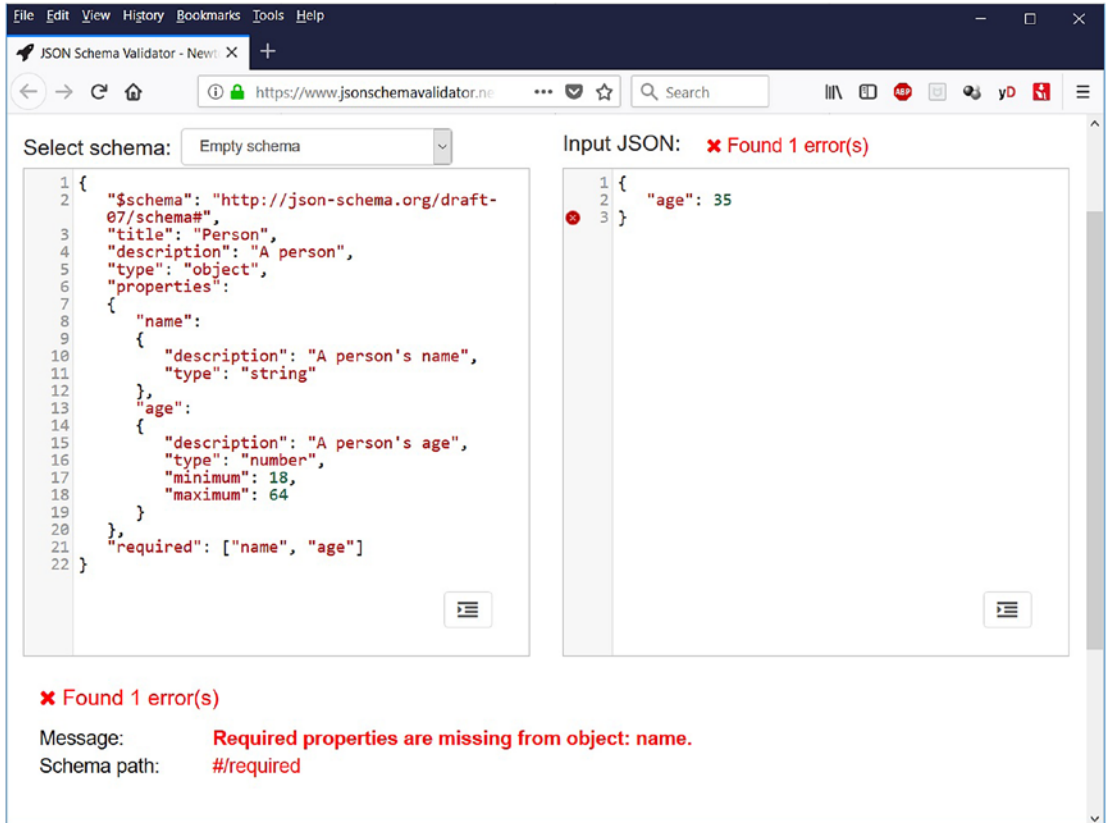 File Edit View History Bookmarks Tools Help
JSON Schema Validator - Newt
https://www.jsonschemavalidator.ne
Search
ABP
yD
Select schema: Empty schema
Input JSON: Found 1 error(s)
1 {
2 "$schema": "http://json-schema.org/draft-
07/schema#",
3 "title": "Person",
4 "description": "A person",
5 "type": "object",
6 "properties":
7 {
8 "name":
9 {
10 "description": "A person's name",
11 "type": "string"
12 },
13 "age":
14 {
15 "description": "A person's age",
16 "type": "number",
17 "minimum": 18,
18 "maximum": 64
19 }
20 },
21 "required": ["name", "age"]
22 }
1 {
2 "age": 35
3 }
Found 1 error(s)
Message: Required properties are missing from object: name.
Schema path: #/required